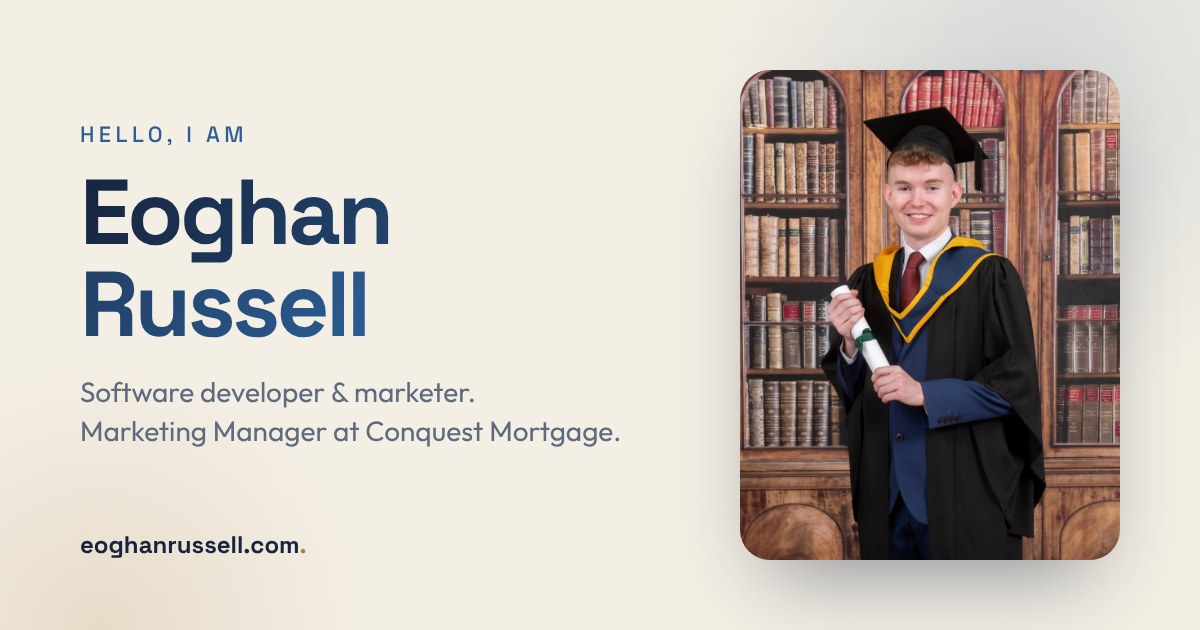 HELLO, I AM
Eoghan
Russell
Software developer & marketer.
Marketing Manager at Conquest Mortgage.
eoghanrussell.com.